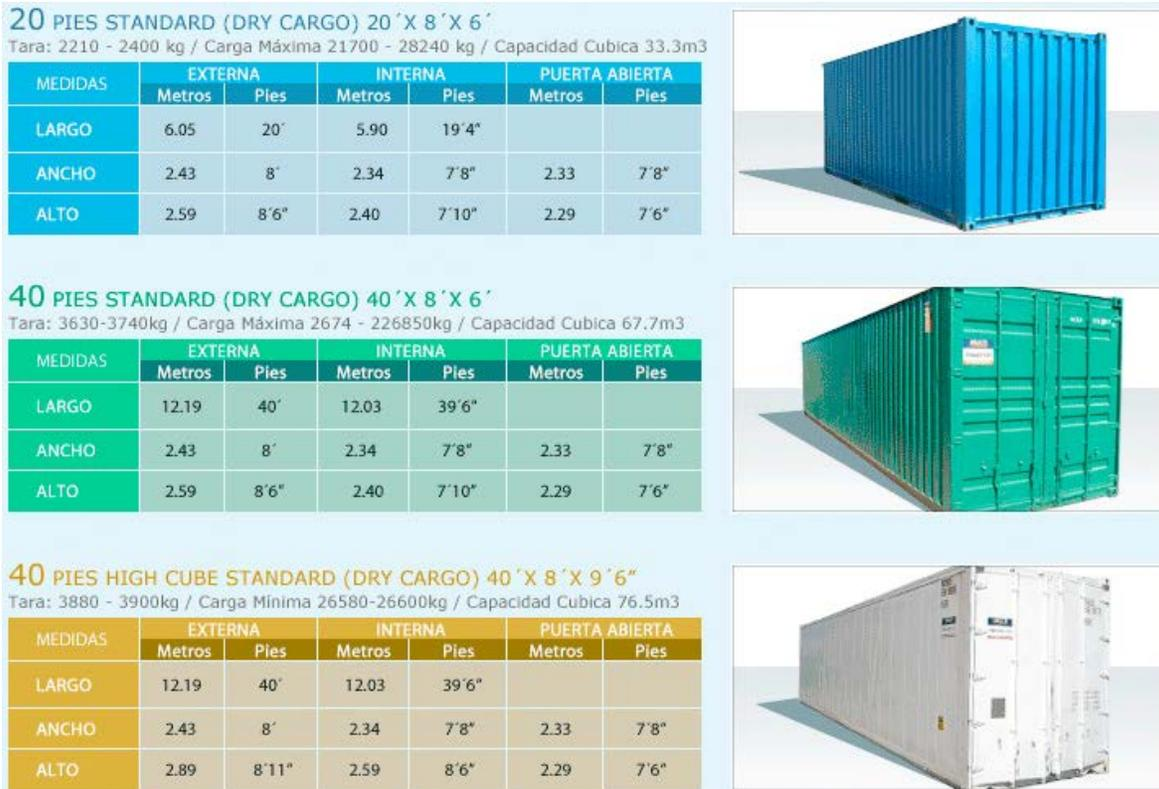 20 PIES STANDARD (DRY CARGO) 20´X 8´X 6´
Tara: 2210 - 2400 kg / Carga Máxima 21700 - 28240 kg / Capacidad Cubica 33.3m3
MEDIDAS EXTERNA INTERNA PUERTA ABIERTA
Metros Pies Metros Pies Metros Pies
LARGO 6.05 20´ 5.90 19´4"
ANCHO 2.43 8´ 2.34 7´8" 2.33 7´8"
ALTO 2.59 8´6" 2.40 7´10" 2.29 7´6"
40 PIES STANDARD (DRY CARGO) 40´X 8´X 6´
Tara: 3630-3740kg / Carga Máxima 2674 - 226850kg / Capacidad Cubica 67.7m3
MEDIDAS EXTERNA INTERNA PUERTA ABIERTA
Metros Pies Metros Pies Metros Pies
LARGO 12.19 40´ 12.03 39´6"
ANCHO 2.43 8´ 2.34 7´8" 2.33 7´8"
ALTO 2.59 8´6" 2.40 7´10" 2.29 7´6"
40 PIES HIGH CUBE STANDARD (DRY CARGO) 40´X 8´X 9´6"
Tara: 3880 - 3900kg / Carga Mínima 26580-26600kg / Capacidad Cubica 76.5m3
MEDIDAS EXTERNA INTERNA PUERTA ABIERTA
Metros Pies Metros Pies Metros Pies
LARGO 12.19 40´ 12.03 39´6"
ANCHO 2.43 8´ 2.34 7´8" 2.33 7´8"
ALTO 2.89 8´11" 2.59 8´6" 2.29 7´6"